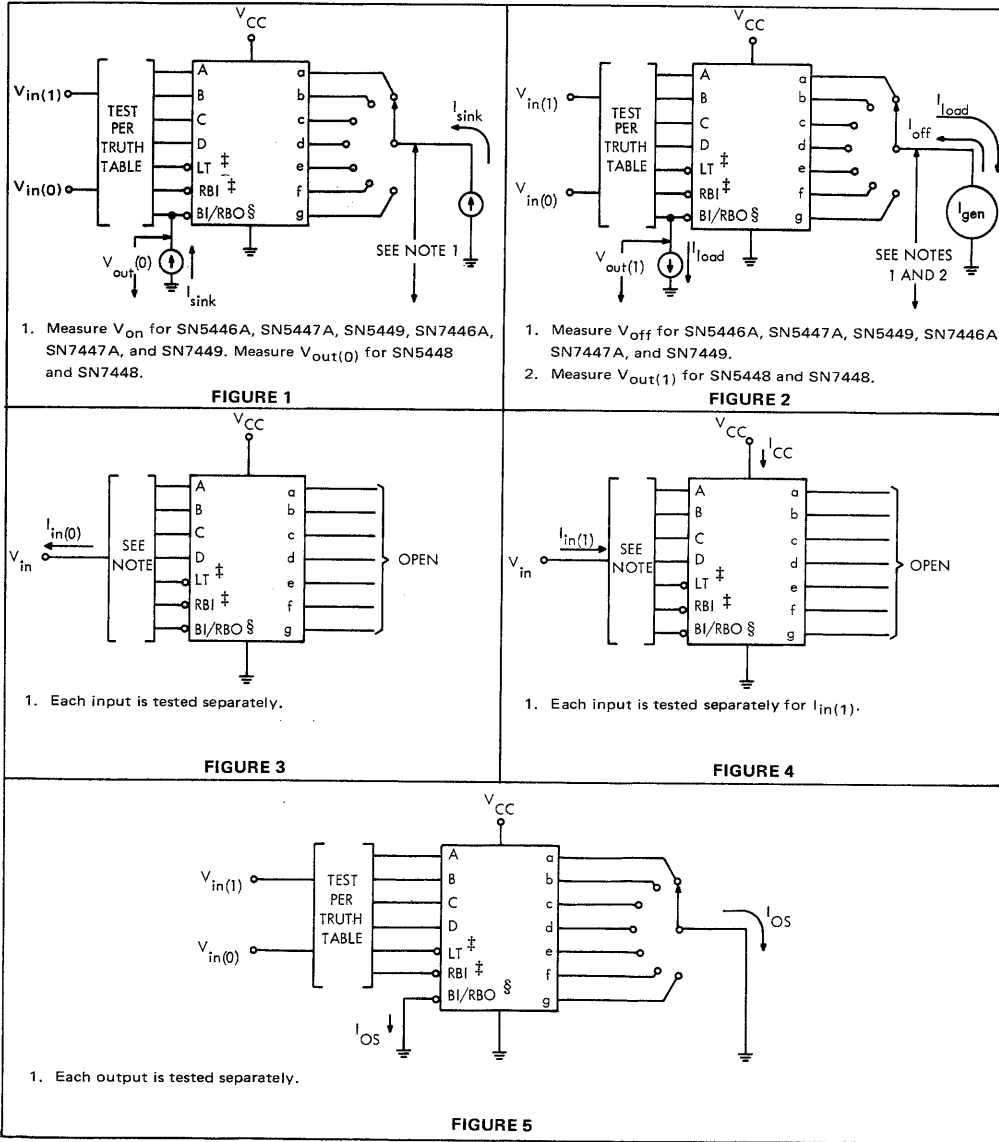 V_CC
V_in(1)
V_in(0)
TEST
PER
TRUTH
TABLE
A
B
C
D
LT ‡
RBI ‡
BI/RBO §
a
b
c
d
e
f
g
I_sink
SEE NOTE 1
V_out(0)
I_sink
1. Measure V_on for SN5446A, SN5447A, SN5449, SN7446A,
SN7447A, and SN7449. Measure V_out(0) for SN5448
and SN7448.
FIGURE 1
V_CC
V_in(1)
V_in(0)
TEST
PER
TRUTH
TABLE
A
B
C
D
LT ‡
RBI ‡
BI/RBO §
a
b
c
d
e
f
g
I_load
I_off
I_gen
SEE NOTES
1 AND 2
V_out(1)
I_load
1. Measure V_off for SN5446A, SN5447A, SN5449, SN7446A
SN7447A, and SN7449.
2. Measure V_out(1) for SN5448 and SN7448.
FIGURE 2
V_CC
I_in(0)
V_in
SEE
NOTE
A
B
C
D
LT ‡
RBI ‡
BI/RBO §
a
b
c
d
e
f
g
OPEN
1. Each input is tested separately.
FIGURE 3
V_CC
I_CC
I_in(1)
V_in
SEE
NOTE
A
B
C
D
LT ‡
RBI ‡
BI/RBO §
a
b
c
d
e
f
g
OPEN
1. Each input is tested separately for I_in(1).
FIGURE 4
V_CC
V_in(1)
V_in(0)
TEST
PER
TRUTH
TABLE
A
B
C
D
LT ‡
RBI ‡
BI/RBO §
a
b
c
d
e
f
g
I_OS
I_OS
1. Each output is tested separately.
FIGURE 5